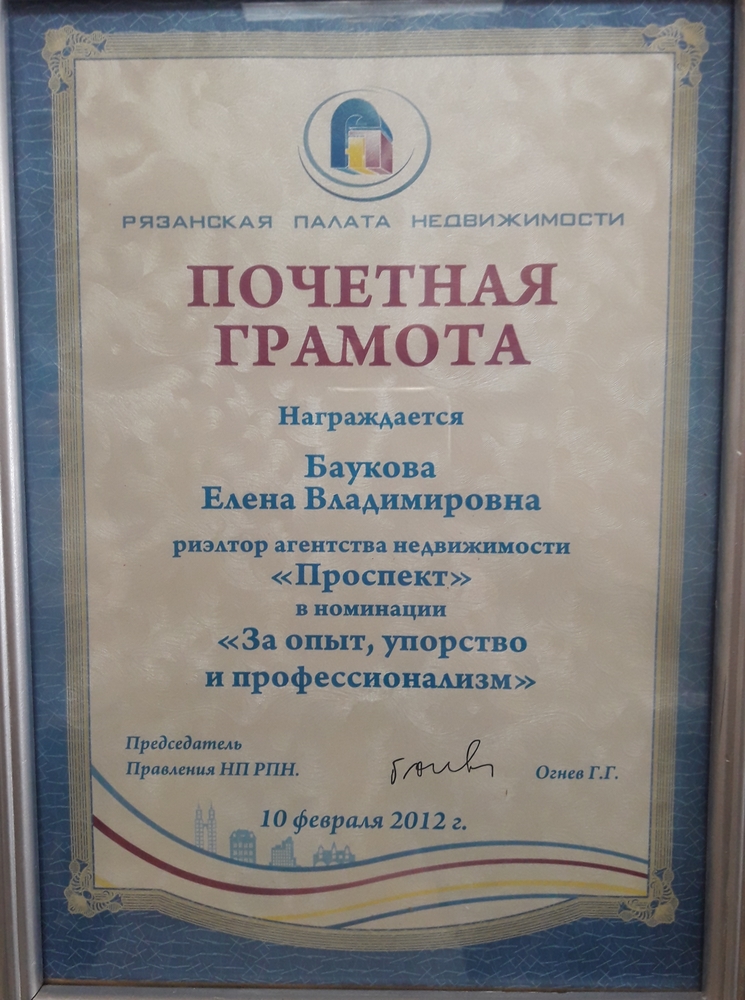 РЯЗАНСКАЯ ПАЛАТА НЕДВИЖИМОСТИ
ПОЧЕТНАЯ
ГРАМОТА
Награждается
Баукова
Елена Владимировна
риэлтор агентства недвижимости
«Проспект»
в номинации
«За опыт, упорство
и профессионализм»
Председатель
Правления НП РПН.
Огнев Г.Г.
10 февраля 2012 г.